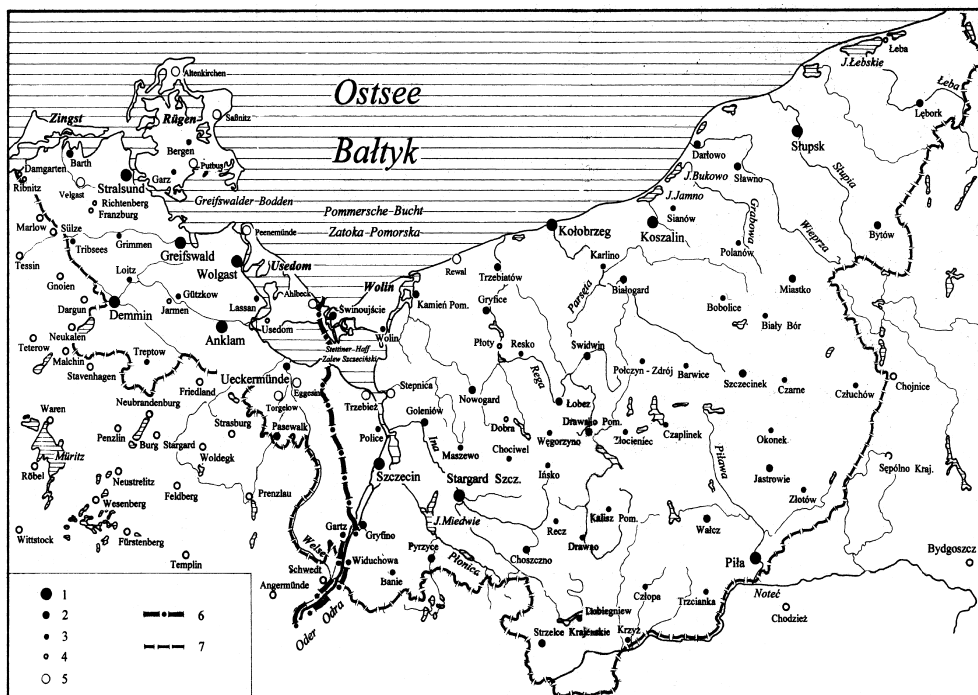 Ostsee
Bałtyk
Altenkirchen
Saßnitz
Zingst
Rügen
Bergen
Putbus
Garz
Barth
Damgarten
Ribnitz
Velgast
Stralsund
Richtenberg
Franzburg
Greifswalder-Bodden
Pommersche-Bucht
Zatoka-Pomorska
Marlow
Sülze
Tribsees
Grimmen
Greifswald
Peenemünde
Wolgast
Usedom
Tessin
Gnoien
Loitz
Gützkow
Jarmen
Lassan
Ahlbeck
Wolin
Świnoujście
Dargun
Demmin
Anklam
Usedom
Wolin
Kamień Pom.
Stettiner-Haff
Zalew Szczeciński
Neukalen
Teterow
Malchin
Stavenhagen
Treptow
Ueckermünde
Eggesin
Torgelow
Friedland
Neubrandenburg
Strasburg
Pasewalk
Waren
Müritz
Röbel
Penzlin
Burg
Stargard
Woldegk
Neustrelitz
Wesenberg
Feldberg
Prenzlau
Wittstock
Fürstenberg
Templin
Angermünde
Schwedt
Welse
Gartz
Oder
Odra
Łeba
J.Łebskie
Łeba
Lębork
Słupsk
Słupia
Darłowo
J.Bukowo
Sławno
J.Jamno
Sianów
Koszalin
Grabowa
Wieprza
Polanów
Bytów
Miastko
Kołobrzeg
Rewal
Trzebiatów
Karlino
Parsęta
Białogard
Bobolice
Biały Bór
Gryfice
Płoty
Resko
Rega
Świdwin
Połczyn - Zdrój
Barwice
Szczecinek
Czarne
Człuchów
Chojnice
Stepnica
Trzebież
Goleniów
Nowogard
Łobez
Dobra
Drawsko Pom.
Złocieniec
Czaplinek
Okonek
Police
Ina
Maszewo
Chociwel
Węgorzyno
Ińsko
Piława
Jastrowie
Złotów
Sępólno Kraj.
Szczecin
Stargard Szcz.
J.Miedwie
Recz
Kalisz Pom.
Wałcz
Gryfino
Pyrzyce
Płonica
Choszczno
Drawno
Piła
Bydgoszcz
Widuchowa
Banie
Człopa
Trzcianka
Noteć
Chodzież
Dobiegniew
Strzelce Krajeńskie
Krzyż
1
2
3
4
5
6
7